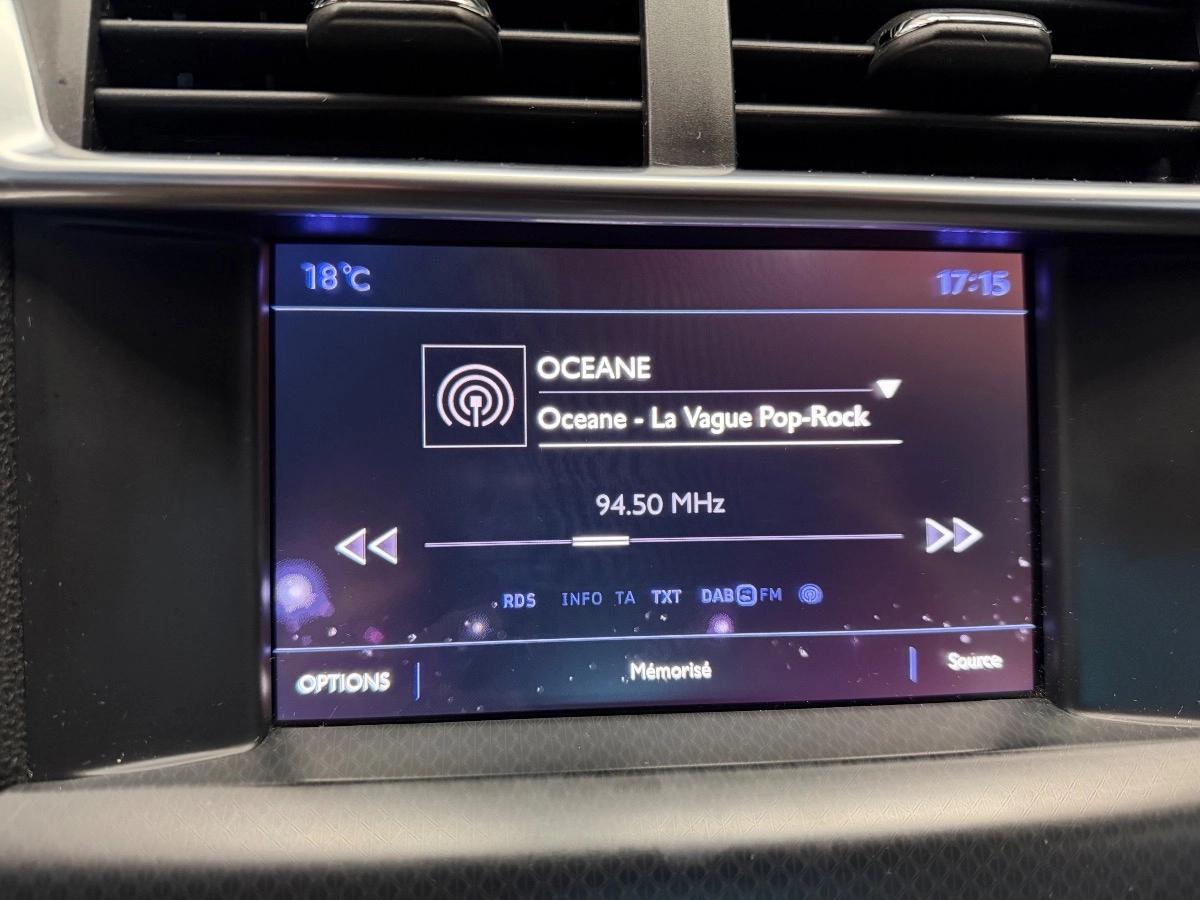 18°C 17:15
OCEANE
Oceane - La Vague Pop-Rock
94.50 MHz
RDS INFO TA TXT DAB FM
OPTIONS Mémorisé Source